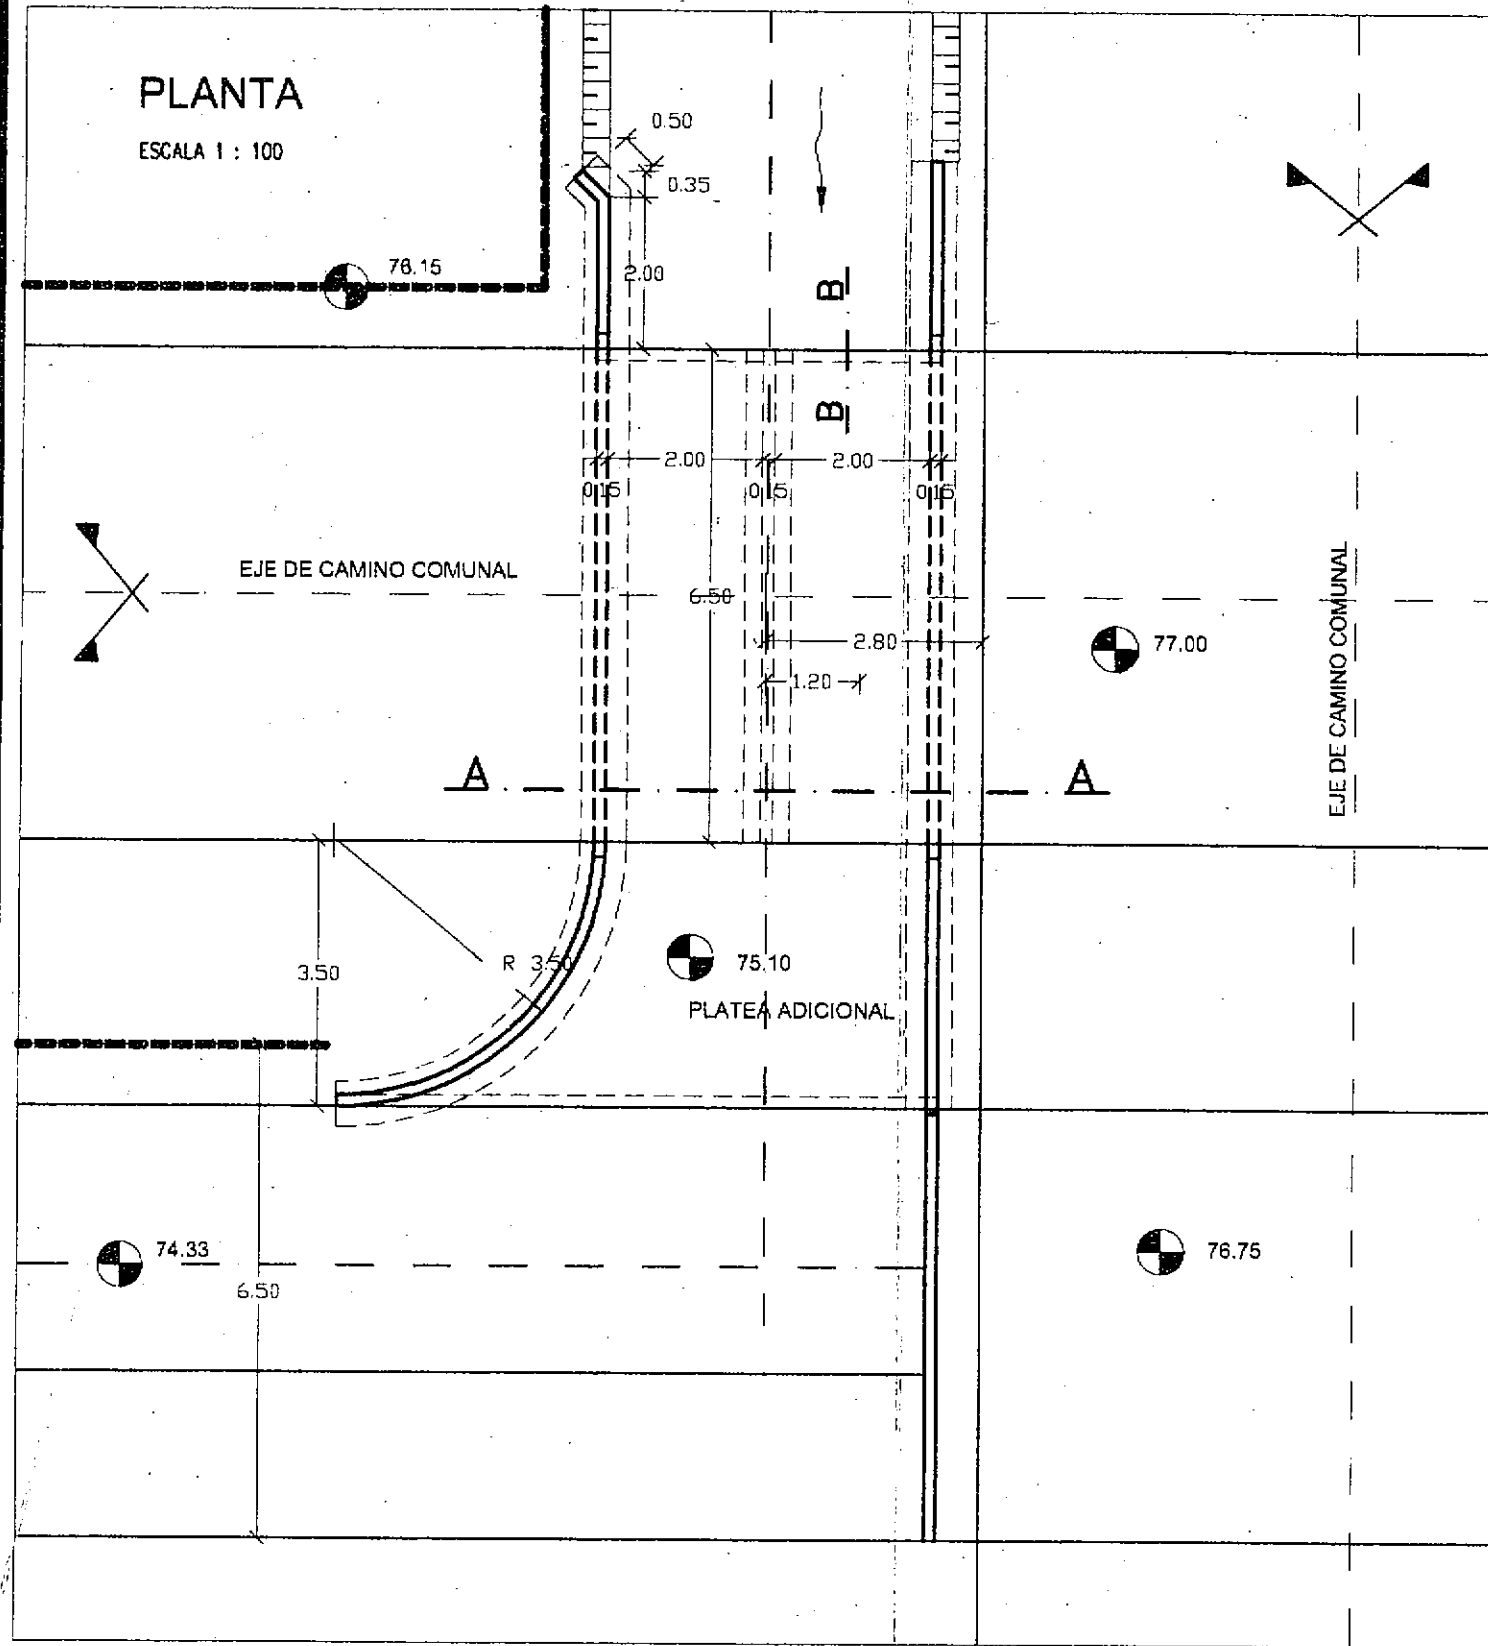 PLANTA
ESCALA 1 : 100
0.50
0.35
76.15
2.00
B
B
2.00
2.00
0.15
0.15
0.15
EJE DE CAMINO COMUNAL
6.50
2.80
77.00
1.20
EJE DE CAMINO COMUNAL
A
A
3.50
R 3.50
75.10
PLATEA ADICIONAL
74.33
76.75
6.50